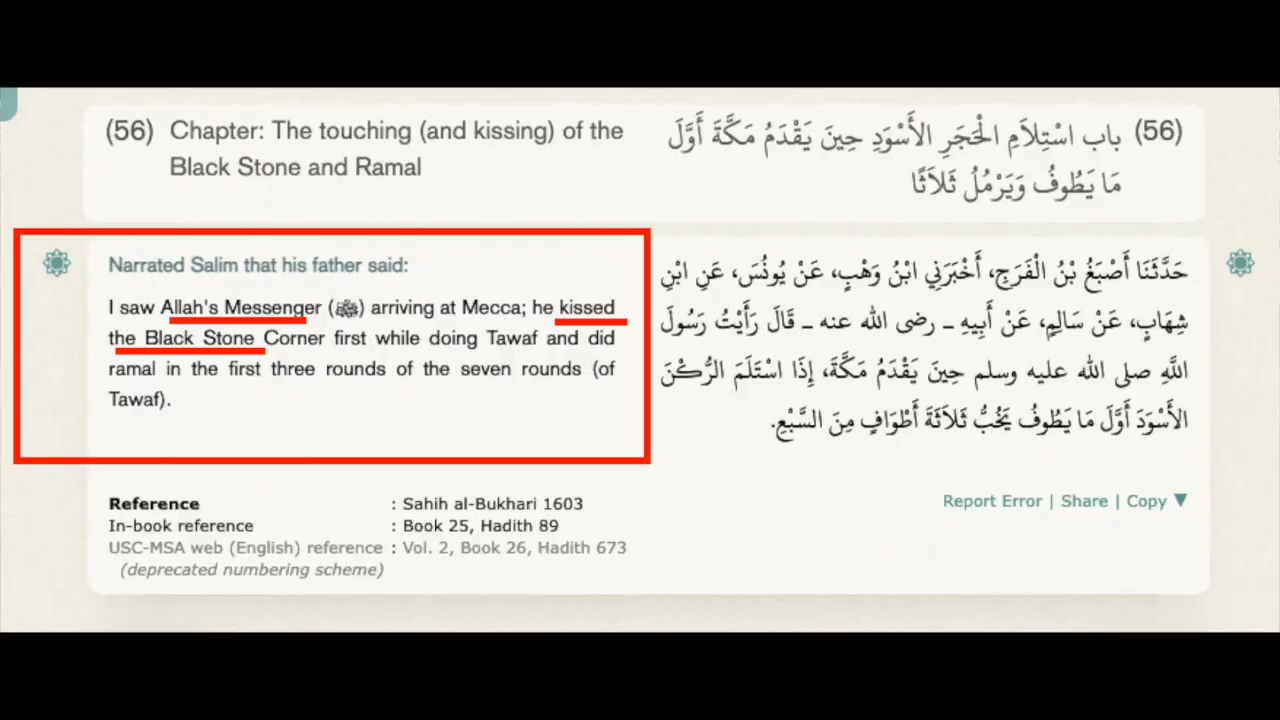 (56) Chapter: The touching (and kissing) of the
Black Stone and Ramal
(56) باب اسْتِلاَمِ الْحَجَرِ الأَسْوَدِ حِينَ يَقْدَمُ مَكَّةَ أَوَّلَ
مَا يَطُوفُ وَيَرْمُلُ ثَلاَثًا
Narrated Salim that his father said:
I saw Allah's Messenger (ﷺ) arriving at Mecca; he kissed
the Black Stone Corner first while doing Tawaf and did
ramal in the first three rounds of the seven rounds (of
Tawaf).
حَدَّثَنَا أَصْبَغُ بْنُ الْفَرَجِ، أَخْبَرَنِي ابْنُ وَهْبٍ، عَنْ يُونُسَ، عَنِ ابْنِ
شِهَابٍ، عَنْ سَالِمٍ، عَنْ أَبِيهِ ـ رضى الله عنه ـ قَالَ رَأَيْتُ رَسُولَ
اللَّهِ صلى الله عليه وسلم حِينَ يَقْدَمُ مَكَّةَ، إِذَا اسْتَلَمَ الرُّكْنَ
الأَسْوَدَ أَوَّلَ مَا يَطُوفُ يَخُبُّ ثَلاَثَةَ أَطْوَافٍ مِنَ السَّبْعِ.
Reference : Sahih al-Bukhari 1603
In-book reference : Book 25, Hadith 89
USC-MSA web (English) reference : Vol. 2, Book 26, Hadith 673
(deprecated numbering scheme)
Report Error | Share | Copy ▼